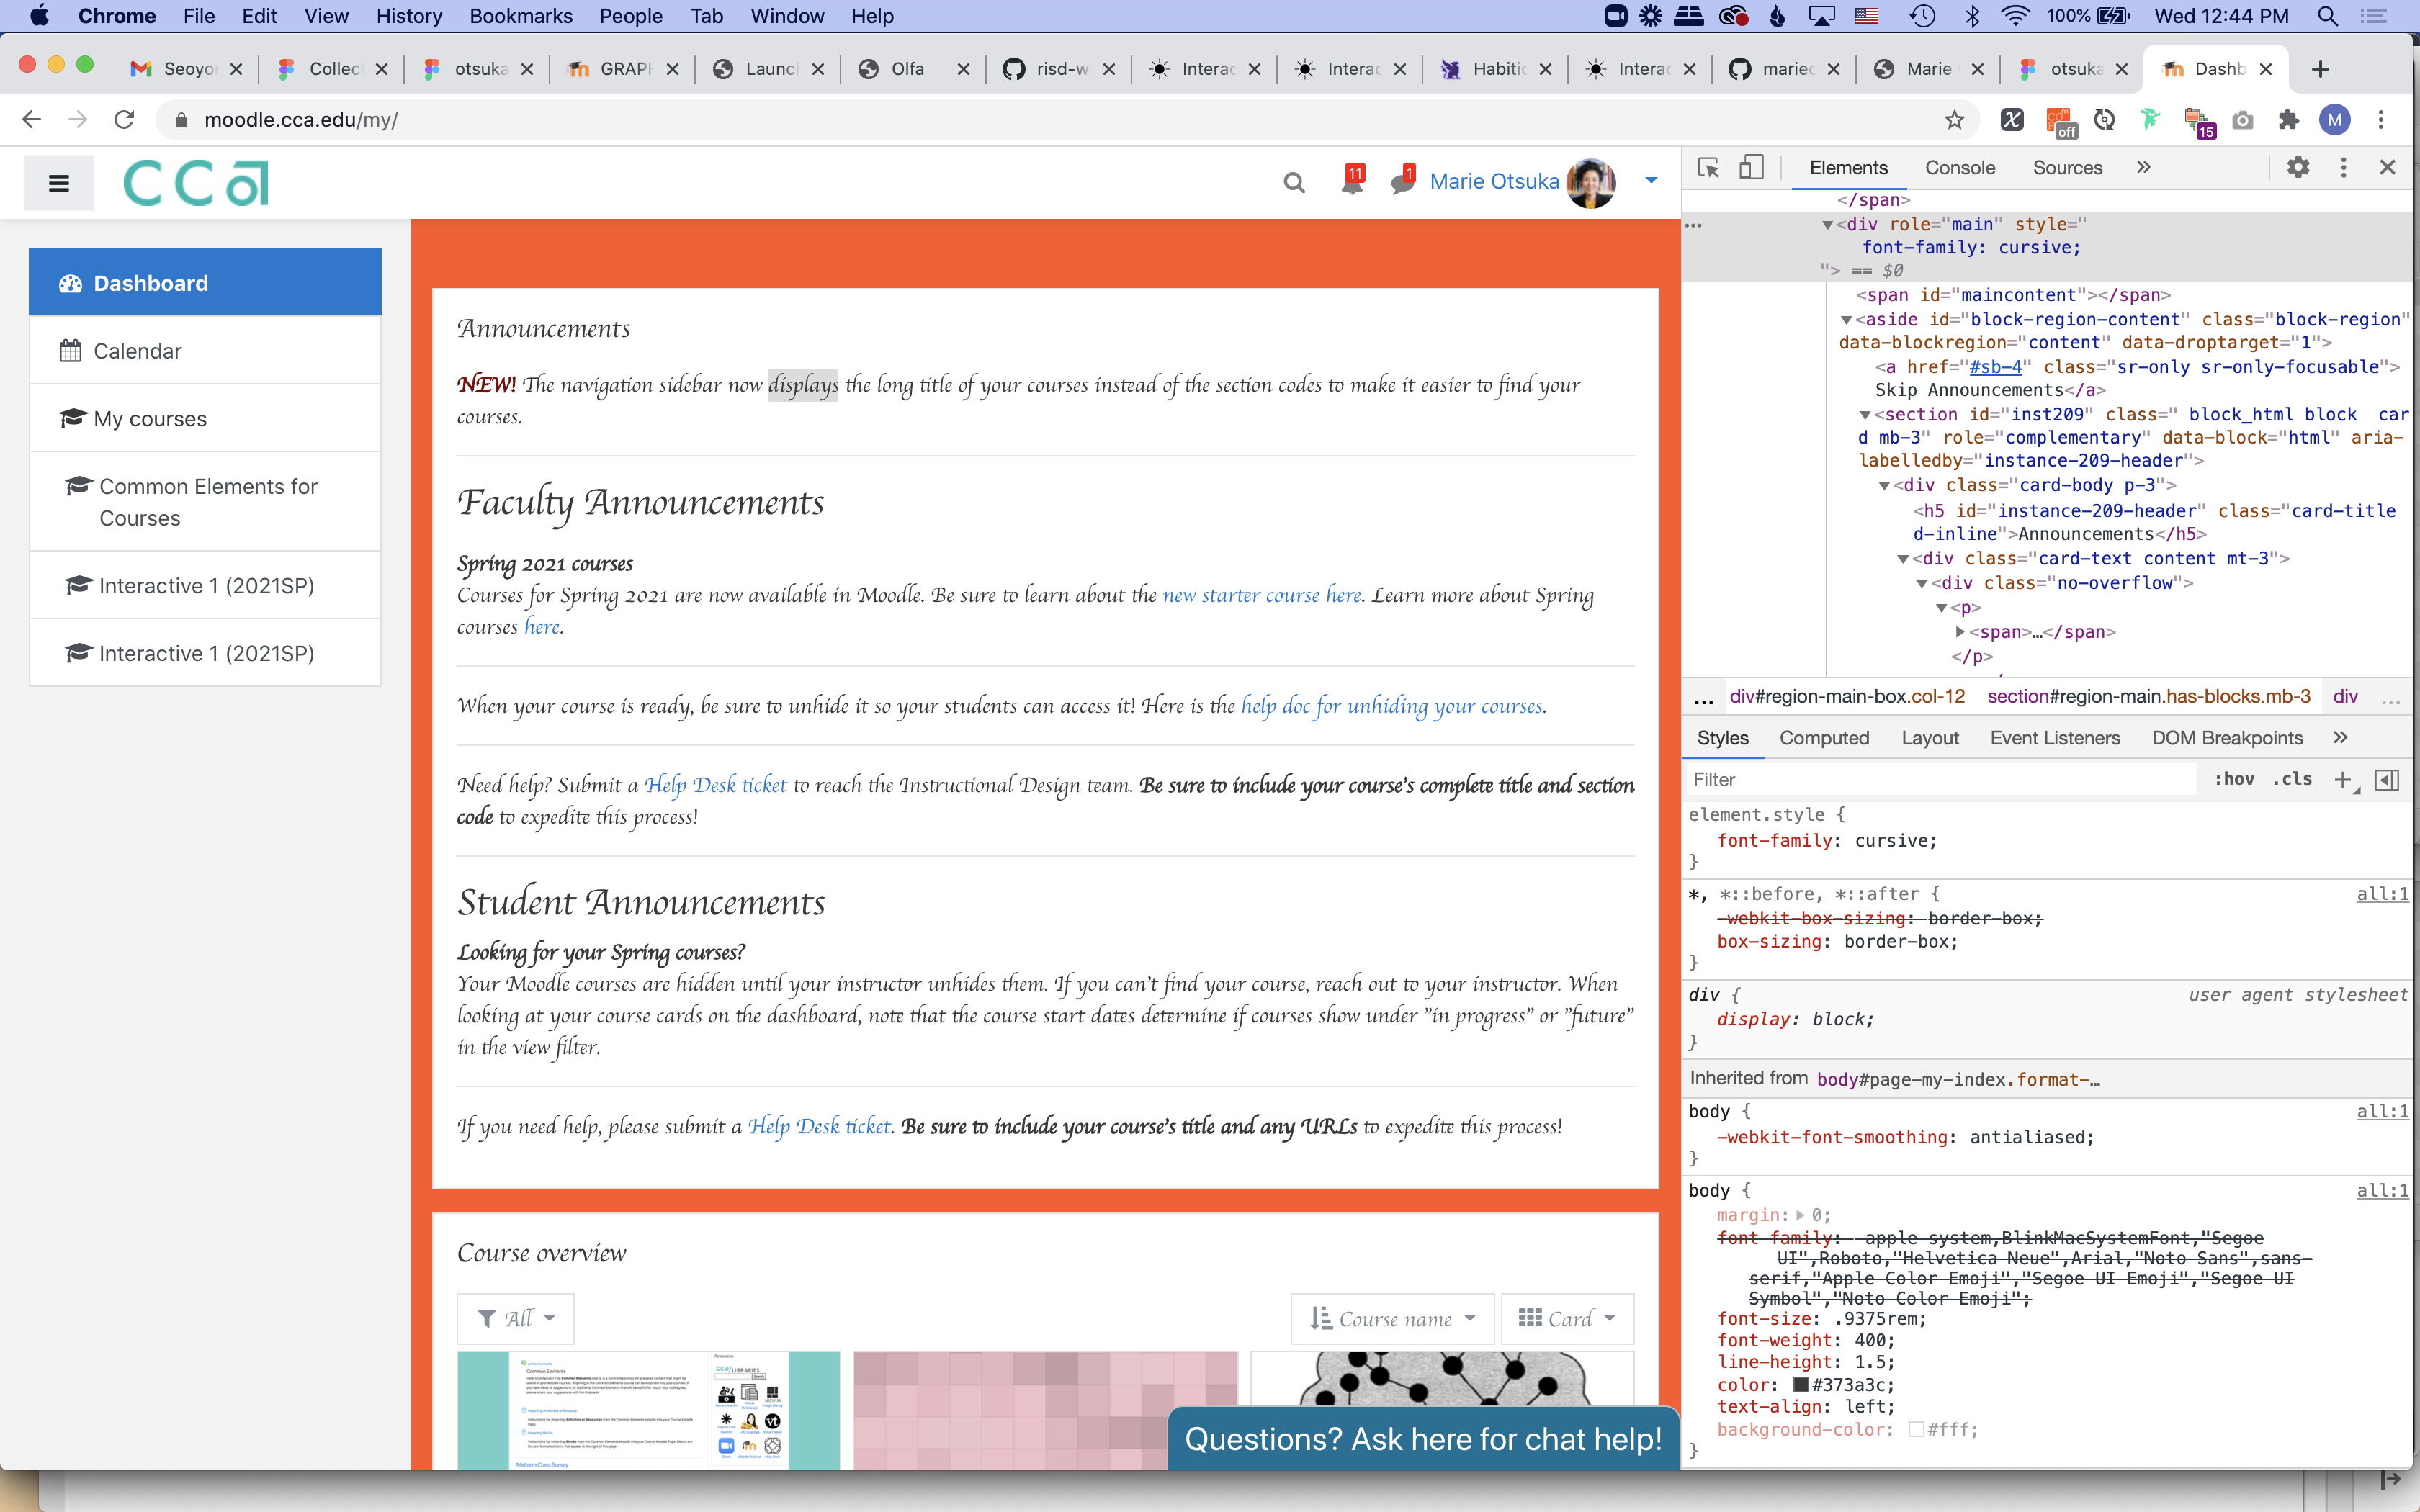 Chrome File Edit View History Bookmarks People Tab Window Help 100% Wed 12:44 PM
Seoyo Collec otsuka GRAPH Launch Olfa risd-w Interac Interac Habitic Interac mariec Marie otsuka Dashb
moodle.cca.edu/my/ off 15 M
cca 11 1 Marie Otsuka
Dashboard
Calendar
My courses
Common Elements for
Courses
Interactive 1 (2021SP)
Interactive 1 (2021SP)
Announcements
NEW! The navigation sidebar now displays the long title of your courses instead of the section codes to make it easier to find your
courses.
Faculty Announcements
Spring 2021 courses
Courses for Spring 2021 are now available in Moodle. Be sure to learn about the new starter course here. Learn more about Spring
courses here.
When your course is ready, be sure to unhide it so your students can access it! Here is the help doc for unhiding your courses.
Need help? Submit a Help Desk ticket to reach the Instructional Design team. Be sure to include your course's complete title and section
code to expedite this process!
Student Announcements
Looking for your Spring courses?
Your Moodle courses are hidden until your instructor unhides them. If you can't find your course, reach out to your instructor. When
looking at your course cards on the dashboard, note that the course start dates determine if courses show under "in progress" or "future"
in the view filter.
If you need help, please submit a Help Desk ticket. Be sure to include your course's title and any URLs to expedite this process!
Course overview
All Course name Card
Common Elements
Midterm Class Survey
Resources
cca/LIBRARIES
Questions? Ask here for chat help!
Elements Console Sources »
</span>
… ▼<div role="main" style="
font-family: cursive;
"> == $0
<span id="maincontent"></span>
▼<aside id="block-region-content" class="block-region"
data-blockregion="content" data-droptarget="1">
<a href="#sb-4" class="sr-only sr-only-focusable">
Skip Announcements</a>
▼<section id="inst209" class=" block_html block  car
d mb-3" role="complementary" data-block="html" aria-
labelledby="instance-209-header">
▼<div class="card-body p-3">
<h5 id="instance-209-header" class="card-title
d-inline">Announcements</h5>
▼<div class="card-text content mt-3">
▼<div class="no-overflow">
▼<p>
▶<span>…</span>
</p>
… div#region-main-box.col-12 section#region-main.has-blocks.mb-3 div …
Styles Computed Layout Event Listeners DOM Breakpoints »
Filter :hov .cls +
element.style {
font-family: cursive;
}
*, *::before, *::after { all:1
-webkit-box-sizing: border-box;
box-sizing: border-box;
}
div { user agent stylesheet
display: block;
}
Inherited from body#page-my-index.format-…
body { all:1
-webkit-font-smoothing: antialiased;
}
body { all:1
margin:▶ 0;
font-family: -apple-system,BlinkMacSystemFont,"Segoe
UI",Roboto,"Helvetica Neue",Arial,"Noto Sans",sans-
serif,"Apple Color Emoji","Segoe UI Emoji","Segoe UI
Symbol","Noto Color Emoji";
font-size: .9375rem;
font-weight: 400;
line-height: 1.5;
color: #373a3c;
text-align: left;
background-color: #fff;
}